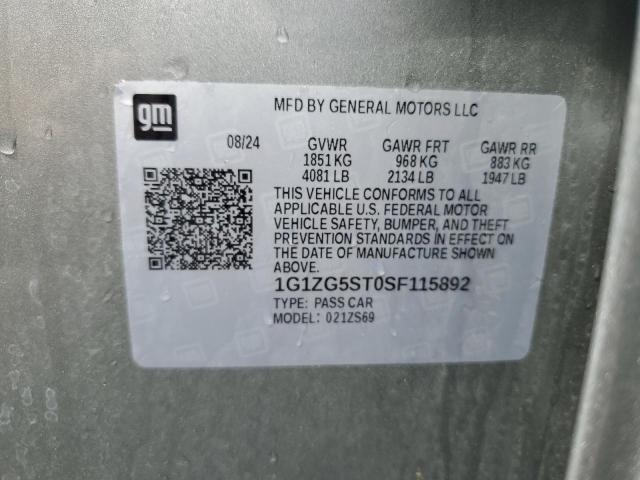 gm
MFD BY GENERAL MOTORS LLC
08/24 GVWR GAWR FRT GAWR RR
1851 KG 968 KG 883 KG
4081 LB 2134 LB 1947 LB
THIS VEHICLE CONFORMS TO ALL
APPLICABLE U.S. FEDERAL MOTOR
VEHICLE SAFETY, BUMPER, AND THEFT
PREVENTION STANDARDS IN EFFECT ON
THE DATE OF MANUFACTURE SHOWN
ABOVE.
1G1ZG5ST0SF115892
TYPE: PASS CAR
MODEL: 021ZS69